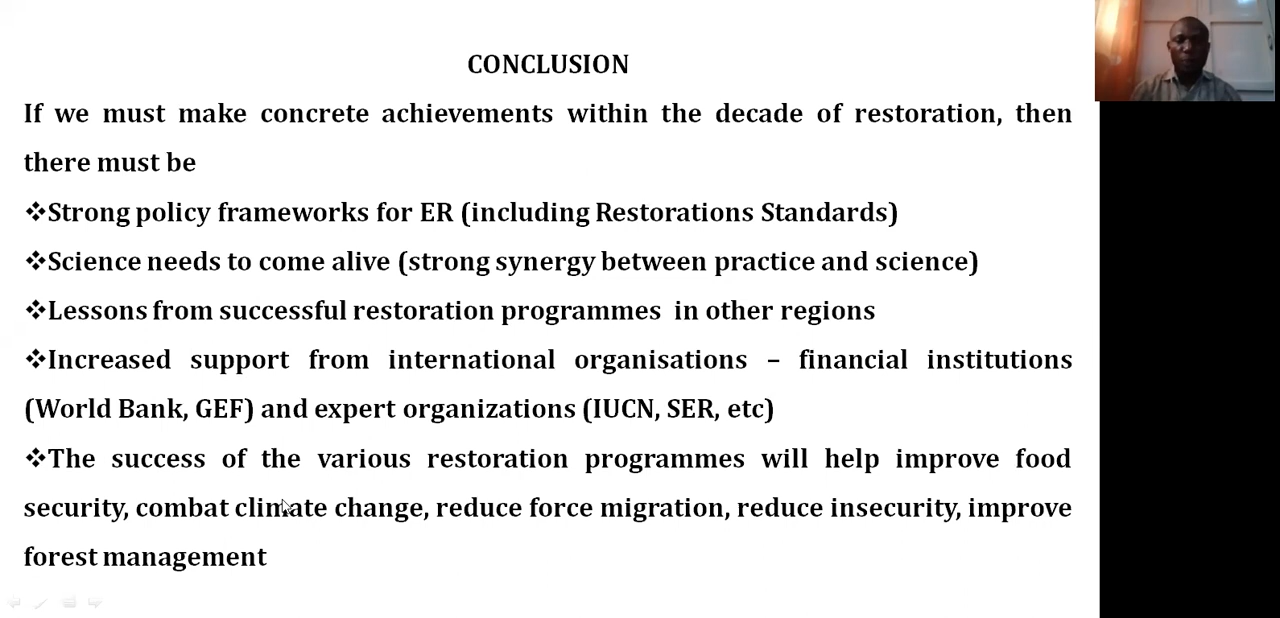 CONCLUSION
If we must make concrete achievements within the decade of restoration, then
there must be
❖Strong policy frameworks for ER (including Restorations Standards)
❖Science needs to come alive (strong synergy between practice and science)
❖Lessons from successful restoration programmes in other regions
❖Increased support from international organisations – financial institutions
(World Bank, GEF) and expert organizations (IUCN, SER, etc)
❖The success of the various restoration programmes will help improve food
security, combat climate change, reduce force migration, reduce insecurity, improve
forest management